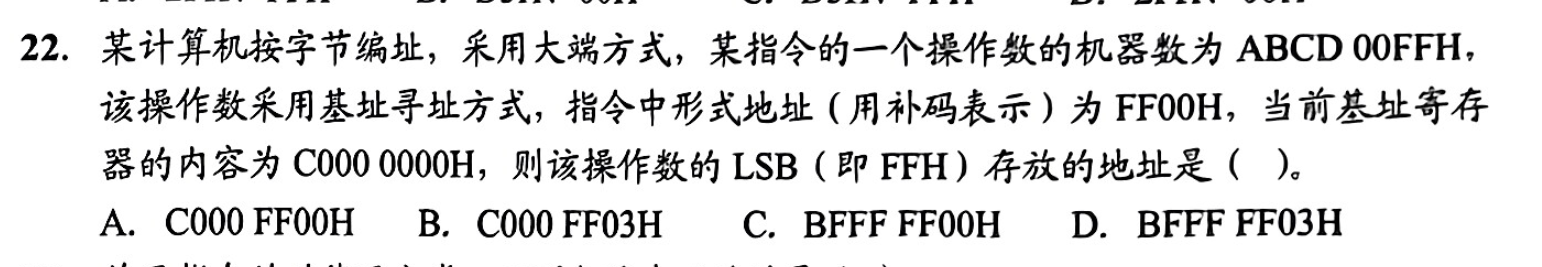 22. 某计算机按字节编址，采用大端方式，某指令的一个操作数的机器数为 ABCD 00FFH，
该操作数采用基址寻址方式，指令中形式地址（用补码表示）为 FF00H，当前基址寄存
器的内容为 C000 0000H，则该操作数的 LSB（即 FFH）存放的地址是（ ）。
A. C000 FF00H B. C000 FF03H C. BFFF FF00H D. BFFF FF03H